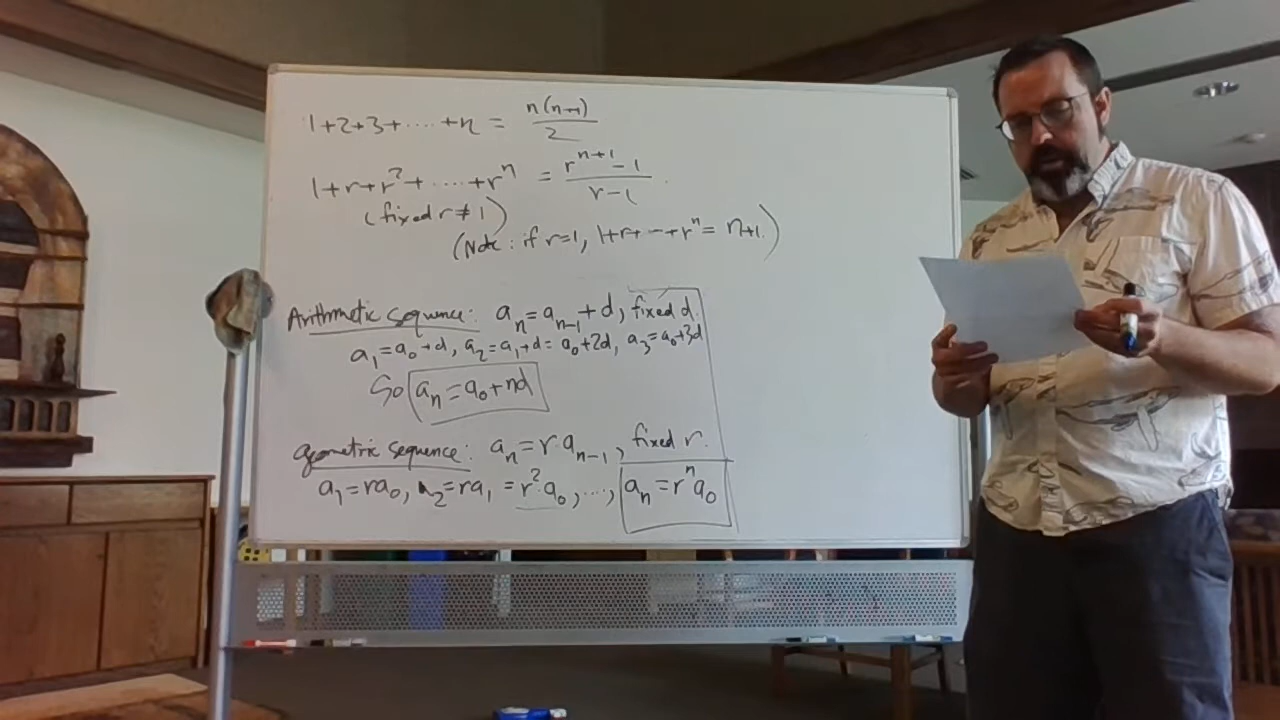 1+2+3+....+n = n(n+1)/2
1+r+r²+....+rⁿ = (rⁿ⁺¹-1)/(r-1).
(fixed r≠1)
(Note: if r=1, 1+r+...+rⁿ = n+1.)
Arithmetic sequence: aₙ = aₙ₋₁ + d, fixed d.
a₁=a₀+d, a₂=a₁+d= a₀+2d, a₃=a₀+3d
So aₙ = a₀+nd
Geometric sequence: aₙ = r·aₙ₋₁, fixed r.
a₁=ra₀, a₂=ra₁ = r²·a₀, ...., aₙ = rⁿa₀